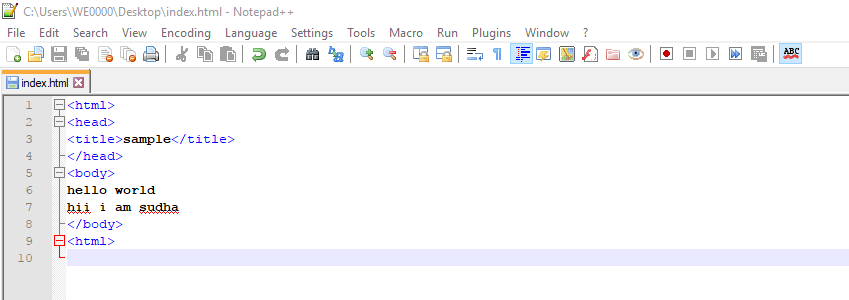 C:\Users\WE0000\Desktop\index.html - Notepad++
File Edit Search View Encoding Language Settings Tools Macro Run Plugins Window ?
ABC
index.html
1 <html>
2 <head>
3 <title>sample</title>
4 </head>
5 <body>
6 hello world
7 hii i am sudha
8 </body>
9 <html>
10